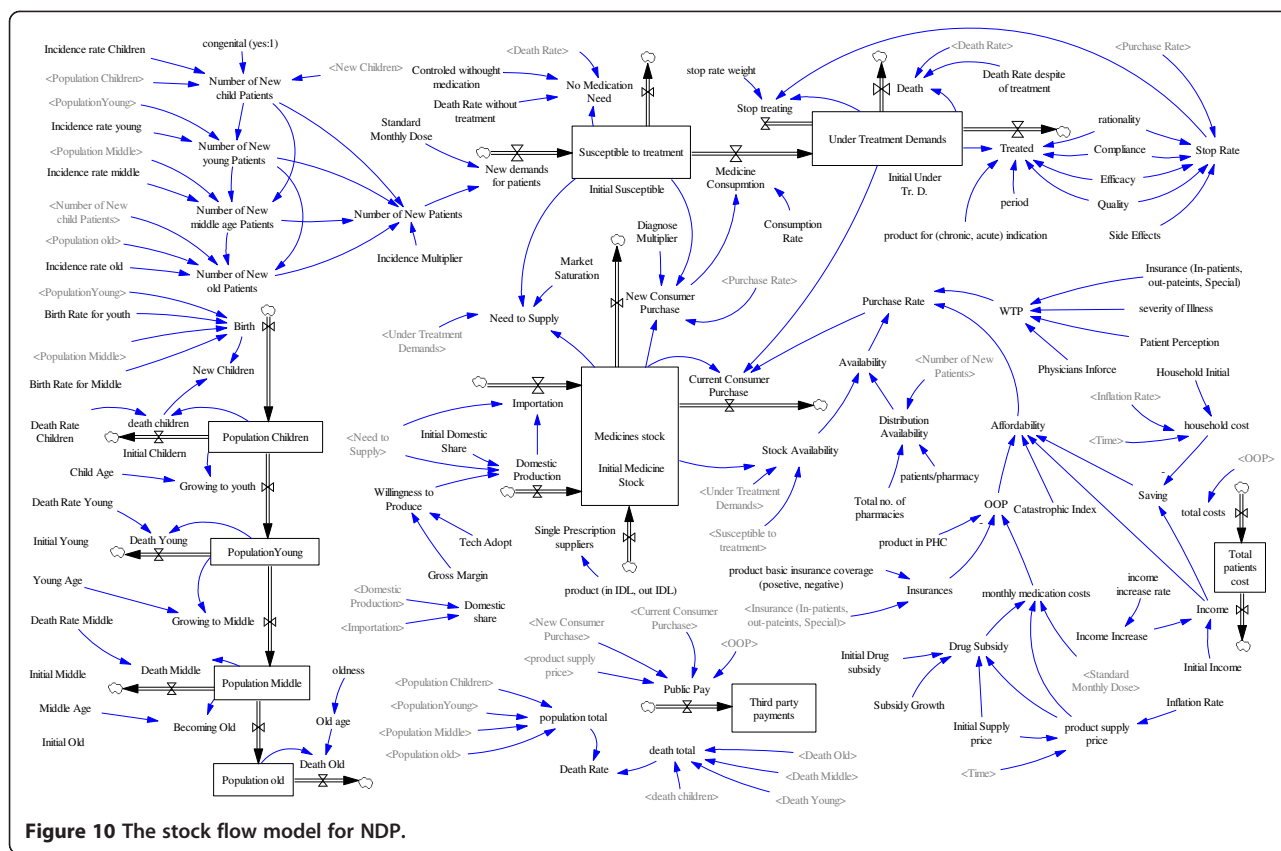 Incidence rate Children
congenital (yes:1)
<Population Children>
Number of New
child Patients
<New Children>
<PopulationYoung>
Incidence rate young
Number of New
young Patients
<Population Middle>
Incidence rate middle
Number of New
middle age Patients
<Number of New
child Patients>
<Population old>
Incidence rate old
Number of New
old Patients
Number of New Patients
Incidence Multiplier
Standard
Monthly Dose
New demands
for patients
<Death Rate>
Controled withought
medication
No Medication
Need
Death Rate without
treatment
Susceptible to treatment
Initial Susceptible
Medicine
Consupmtion
Consumption
Rate
stop rate weight
Stop treating
<Death Rate>
Death
Death Rate despite
of treatment
Under Treatment Demands
Initial Under
Tr. D.
Treated
period
product for (chronic, acute) indication
<Purchase Rate>
rationality
Compliance
Stop Rate
Efficacy
Quality
Side Effects
<PopulationYoung>
Birth Rate for youth
Birth
<Population Middle>
Birth Rate for Middle
New Children
Death Rate
Children
death children
Initial Childern
Population Children
Child Age
Growing to youth
Death Rate Young
Initial Young
Death Young
PopulationYoung
Young Age
Growing to Middle
Death Rate Middle
Initial Middle
Death Middle
Population Middle
Middle Age
Becoming Old
Initial Old
oldness
Old age
Death Old
Population old
Market
Saturation
Need to Supply
<Under Treatment
Demands>
Diagnose
Multiplier
New Consumer
Purchase
<Purchase Rate>
Current Consumer
Purchase
Importation
<Need to
Supply>
Initial Domestic
Share
Domestic
Production
Willingness to
Produce
Tech Adopt
Gross Margin
Medicines stock
Initial Medicine
Stock
Single Prescription
suppliers
product (in IDL, out IDL)
<Domestic
Production>
<Importation>
Domestic
share
Purchase Rate
WTP
Insurance (In-patients,
out-pateints, Special)
severity of Illness
Patient Perception
Physicians Inforce
Availability
<Number of New
Patients>
Distribution
Availability
Stock Availability
<Under Treatment
Demands>
<Susceptible to
treatment>
Total no. of
pharmacies
patients/pharmacy
Affordability
Household Initial
<Inflation Rate>
household cost
<Time>
-
Saving
<OOP>
total costs
Total
patients
cost
OOP
-
Catastrophic Index
product in PHC
product basic insurance coverage
(posetive, negative)
Insurances
<Insurance (In-patients,
out-pateints, Special)>
monthly medication costs
income
increase rate
Income
Income Increase
Initial Income
Initial Drug
subsidy
Drug Subsidy
Subsidy Growth
<Standard
Monthly Dose>
Initial Supply
price
product supply
price
Inflation Rate
<Time>
<New Consumer
Purchase>
<Current Consumer
Purchase>
<product supply
price>
<OOP>
Public Pay
Third party
payments
<Population Children>
<PopulationYoung>
<Population Middle>
<Population old>
population total
Death Rate
death total
<Death Old>
<Death Middle>
<Death Young>
<death children>
Figure 10 The stock flow model for NDP.